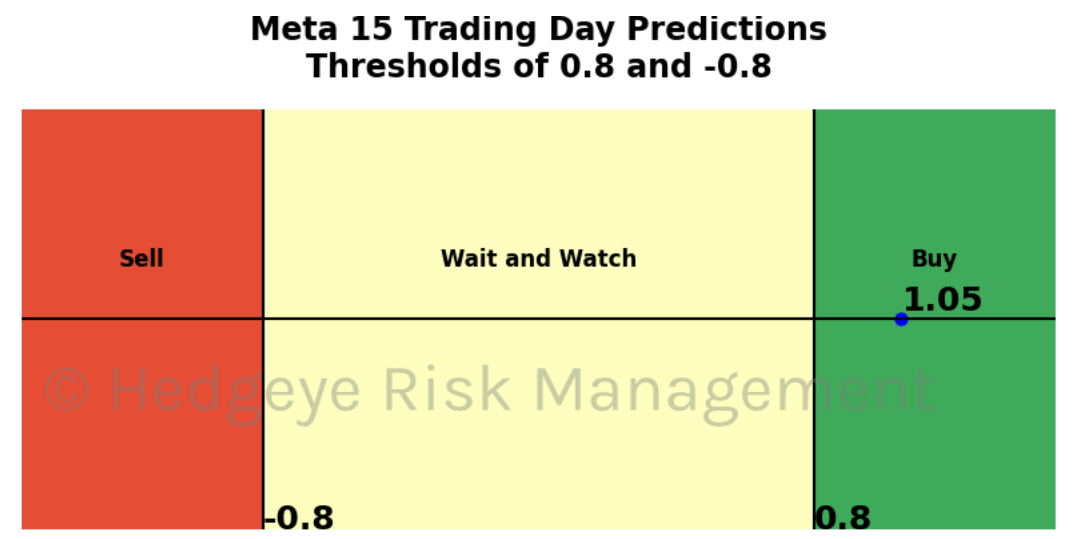 Meta 15 Trading Day Predictions
Thresholds of 0.8 and -0.8
Sell
Wait and Watch
Buy
1.05
© Hedgeye Risk Management
-0.8
0.8